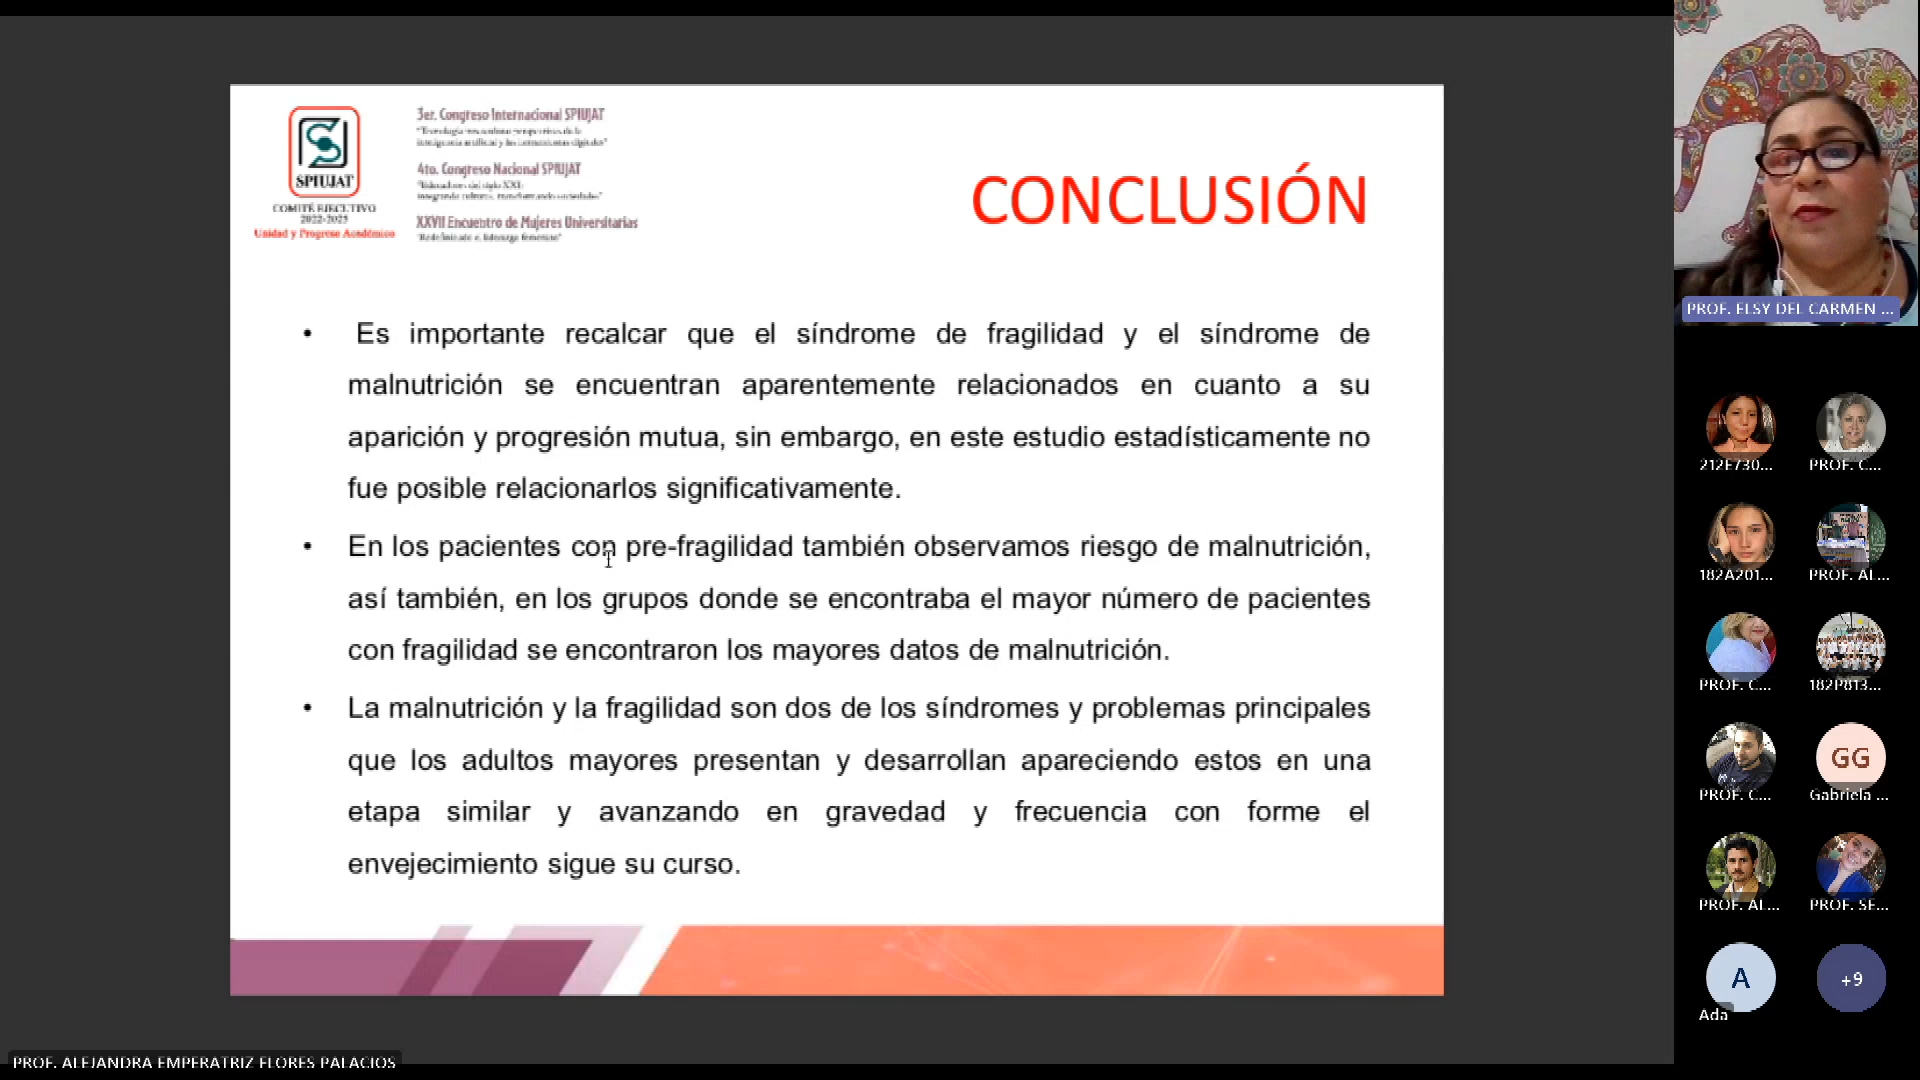 SPIUJAT
COMITÉ EJECUTIVO
2022-2025
Unidad y Progreso Académico
3er. Congreso Internacional SPIUJAT
4to. Congreso Nacional SPIUJAT
"Educadores del siglo XXI:
XXVII Encuentro de Mujeres Universitarias
CONCLUSIÓN
• Es importante recalcar que el síndrome de fragilidad y el síndrome de
malnutrición se encuentran aparentemente relacionados en cuanto a su
aparición y progresión mutua, sin embargo, en este estudio estadísticamente no
fue posible relacionarlos significativamente.
• En los pacientes con pre-fragilidad también observamos riesgo de malnutrición,
así también, en los grupos donde se encontraba el mayor número de pacientes
con fragilidad se encontraron los mayores datos de malnutrición.
• La malnutrición y la fragilidad son dos de los síndromes y problemas principales
que los adultos mayores presentan y desarrollan apareciendo estos en una
etapa similar y avanzando en gravedad y frecuencia con forme el
envejecimiento sigue su curso.
PROF. ELSY DEL CARMEN ...
212E730...
PROF. C...
182A201...
PROF. AL...
PROF. C...
182P813...
PROF. C...
GG
Gabriela ...
PROF. AL...
PROF. SE...
A
Ada
+9
PROF. ALEJANDRA EMPERATRIZ FLORES PALACIOS